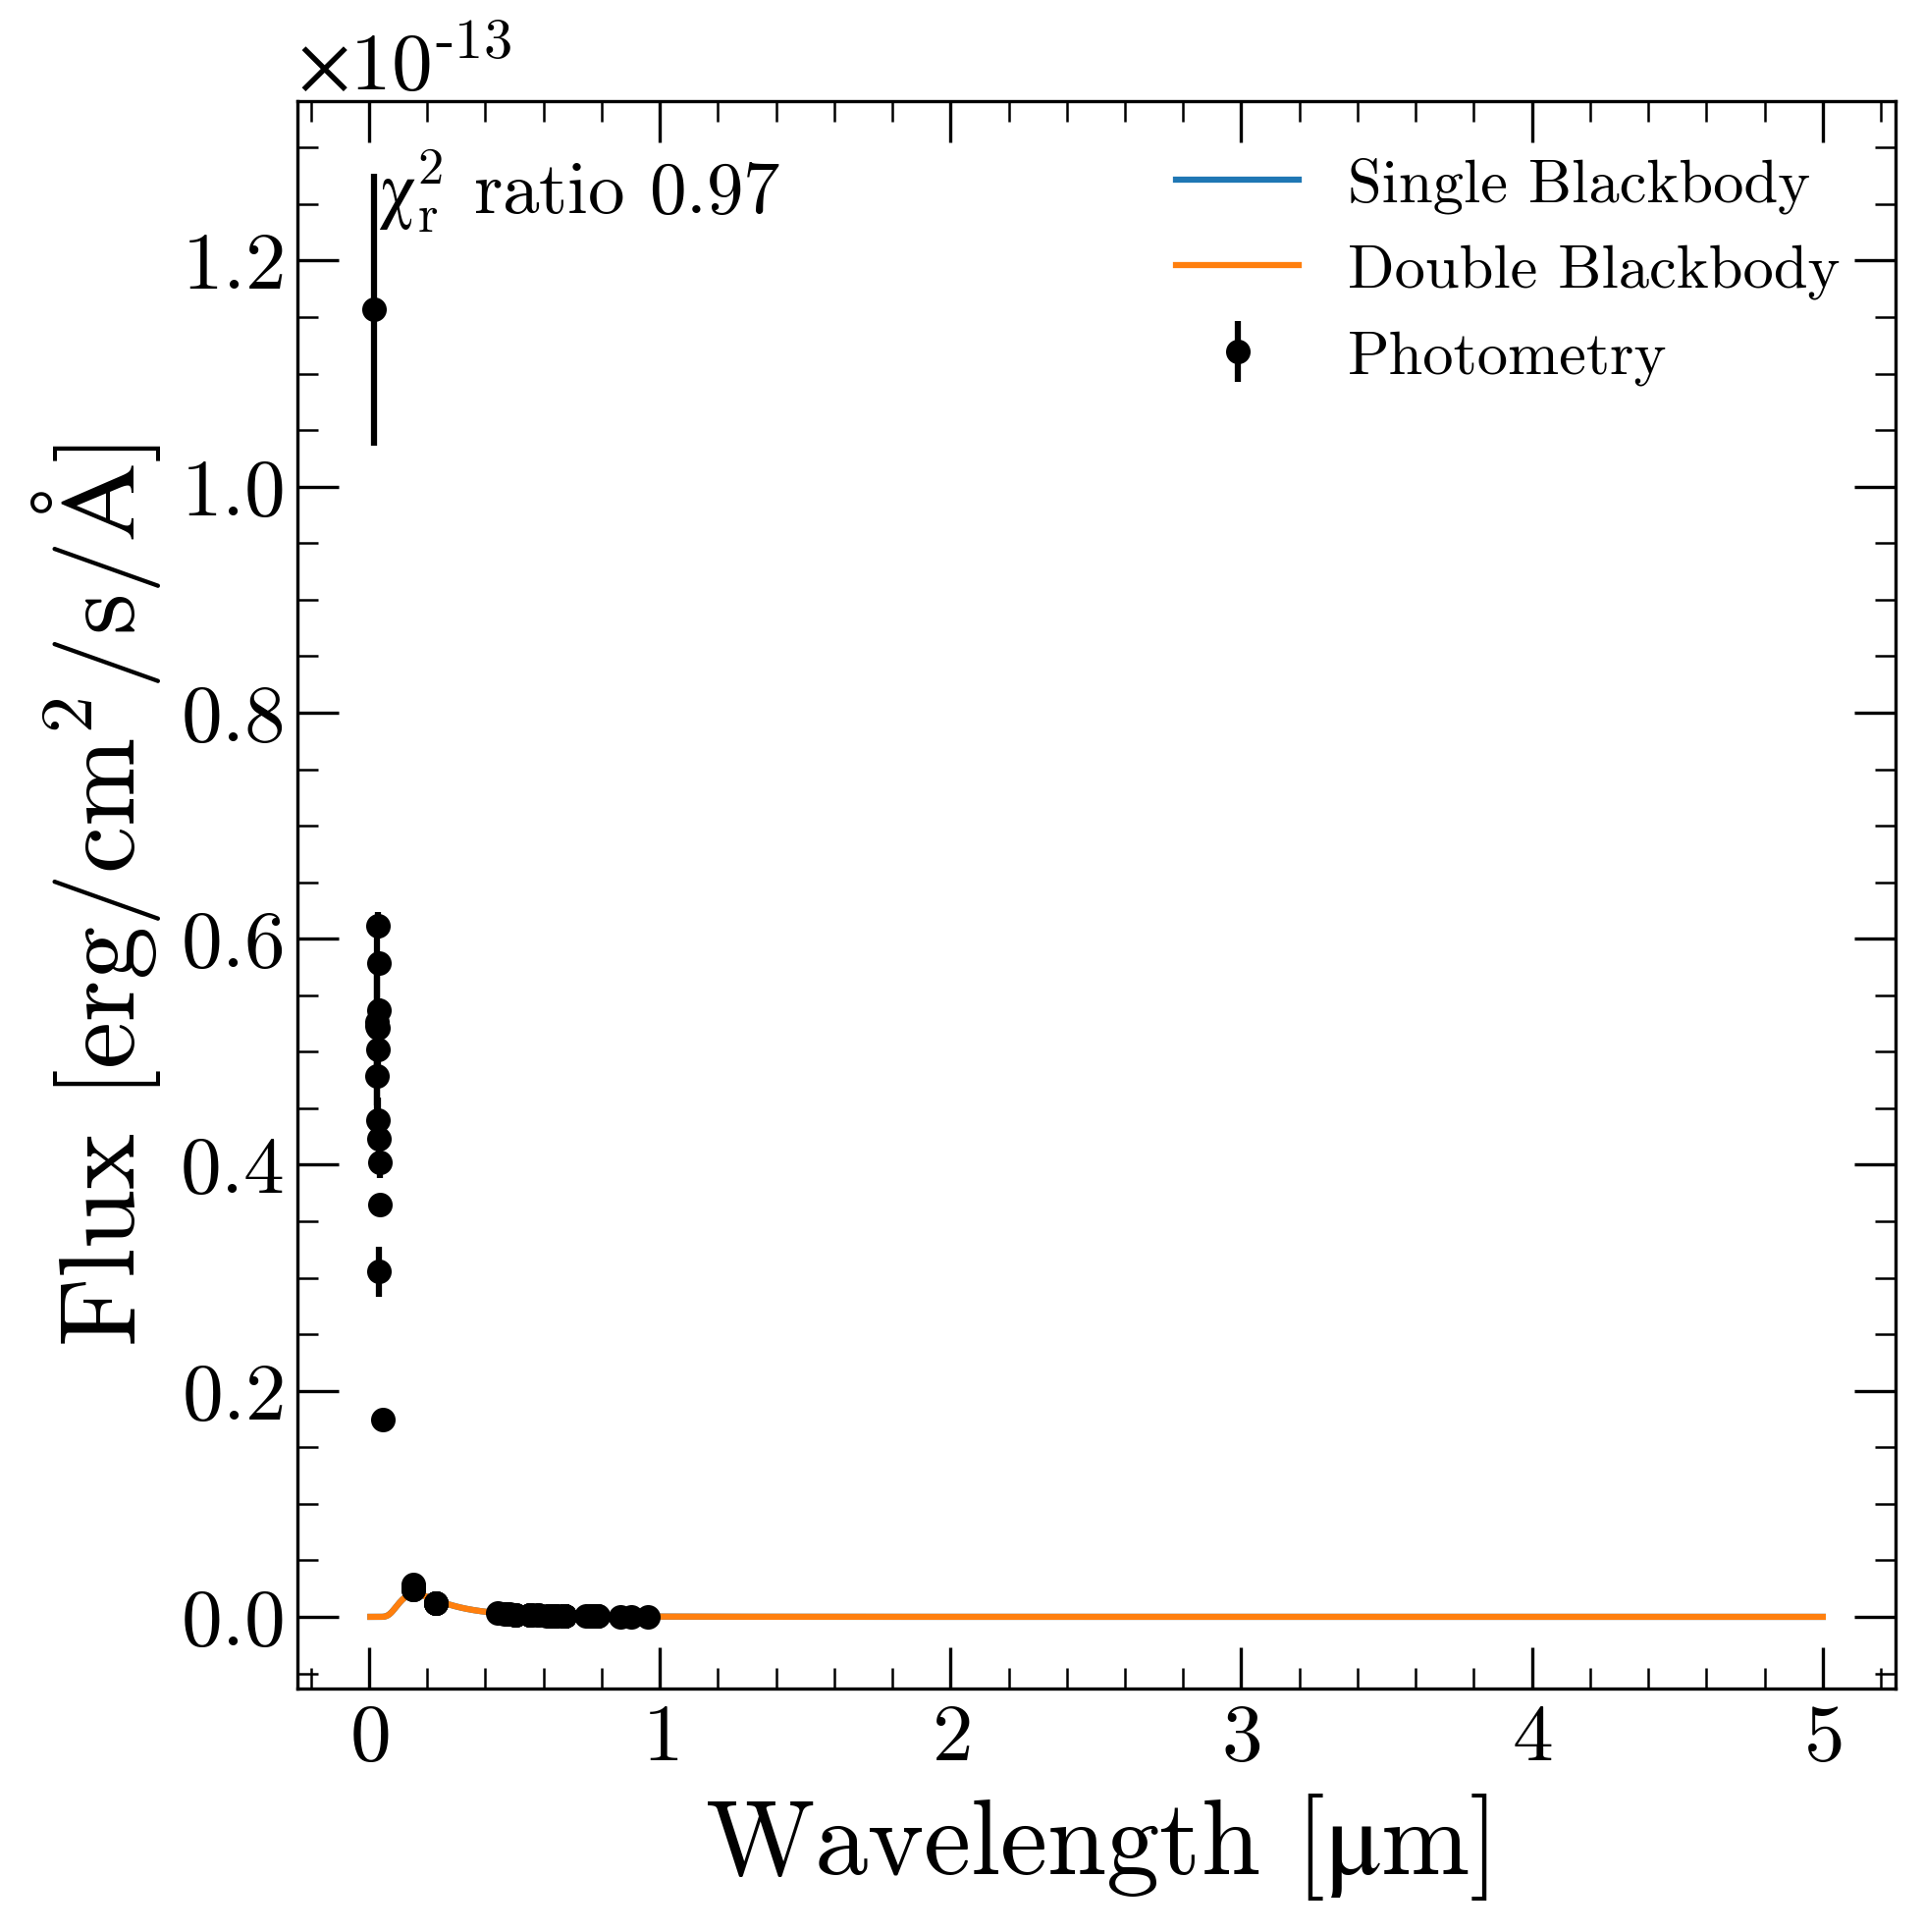 ×10⁻¹³
χ²ᵣ ratio 0.97
Single Blackbody
Double Blackbody
Photometry
1.2
1.0
0.8
0.6
0.4
0.2
0.0
Flux [erg/cm²/s/Å]
0 1 2 3 4 5
Wavelength [μm]